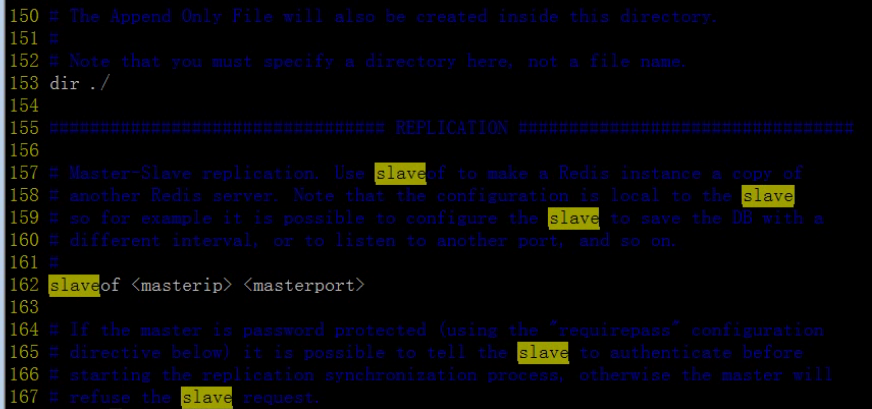 150 # The Append Only File will also be created inside this directory.
151 #
152 # Note that you must specify a directory here, not a file name.
153 dir ./
154
155 ################################# REPLICATION #################################
156
157 # Master-Slave replication. Use slaveof to make a Redis instance a copy of
158 # another Redis server. Note that the configuration is local to the slave
159 # so for example it is possible to configure the slave to save the DB with a
160 # different interval, or to listen to another port, and so on.
161 #
162 slaveof <masterip> <masterport>
163
164 # If the master is password protected (using the "requirepass" configuration
165 # directive below) it is possible to tell the slave to authenticate before
166 # starting the replication synchronization process, otherwise the master will
167 # refuse the slave request.